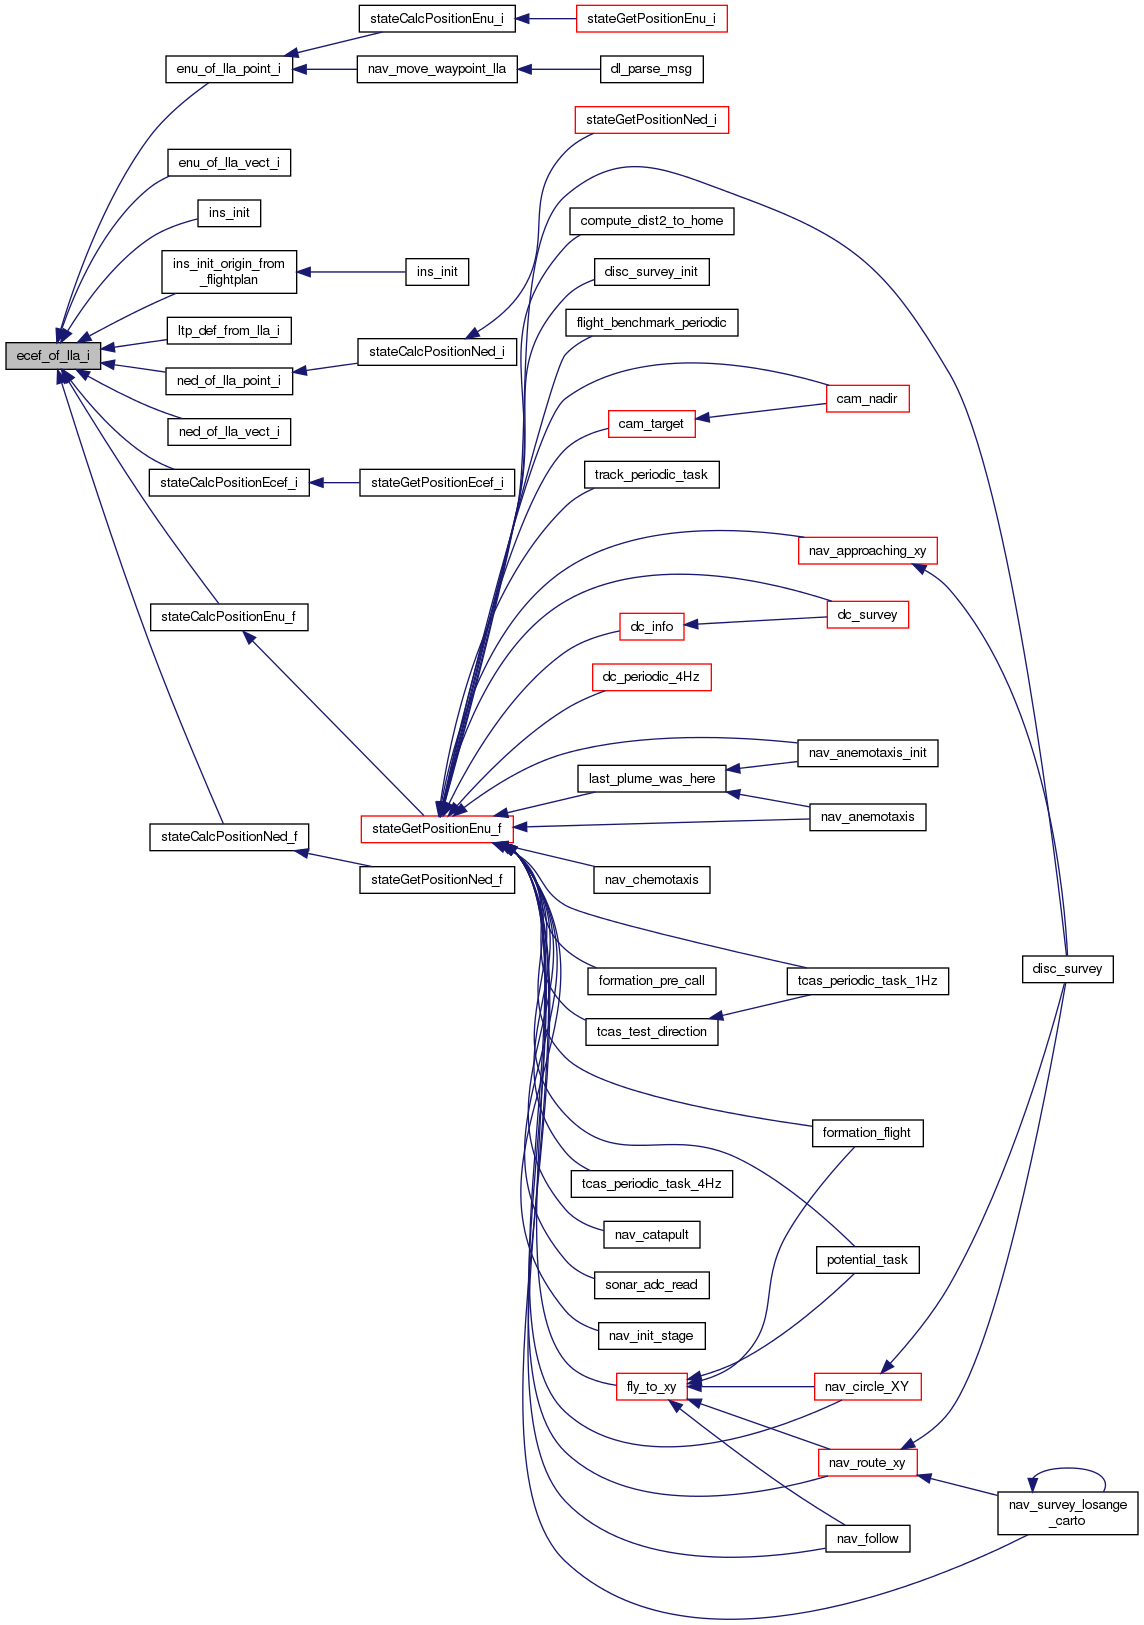 stateCalcPositionEnu_i
stateGetPositionEnu_i
enu_of_lla_point_i
nav_move_waypoint_lla
dl_parse_msg
stateGetPositionNed_i
enu_of_lla_vect_i
ins_init
compute_dist2_to_home
ins_init_origin_from
_flightplan
ins_init
disc_survey_init
ltp_def_from_lla_i
flight_benchmark_periodic
ecef_of_lla_i
stateCalcPositionNed_i
ned_of_lla_point_i
cam_nadir
cam_target
ned_of_lla_vect_i
track_periodic_task
stateCalcPositionEcef_i
stateGetPositionEcef_i
nav_approaching_xy
stateCalcPositionEnu_f
dc_survey
dc_info
dc_periodic_4Hz
nav_anemotaxis_init
last_plume_was_here
nav_anemotaxis
stateGetPositionEnu_f
stateCalcPositionNed_f
stateGetPositionNed_f
nav_chemotaxis
disc_survey
formation_pre_call
tcas_periodic_task_1Hz
tcas_test_direction
formation_flight
tcas_periodic_task_4Hz
nav_catapult
potential_task
sonar_adc_read
nav_init_stage
fly_to_xy
nav_circle_XY
nav_route_xy
nav_survey_losange
_carto
nav_follow